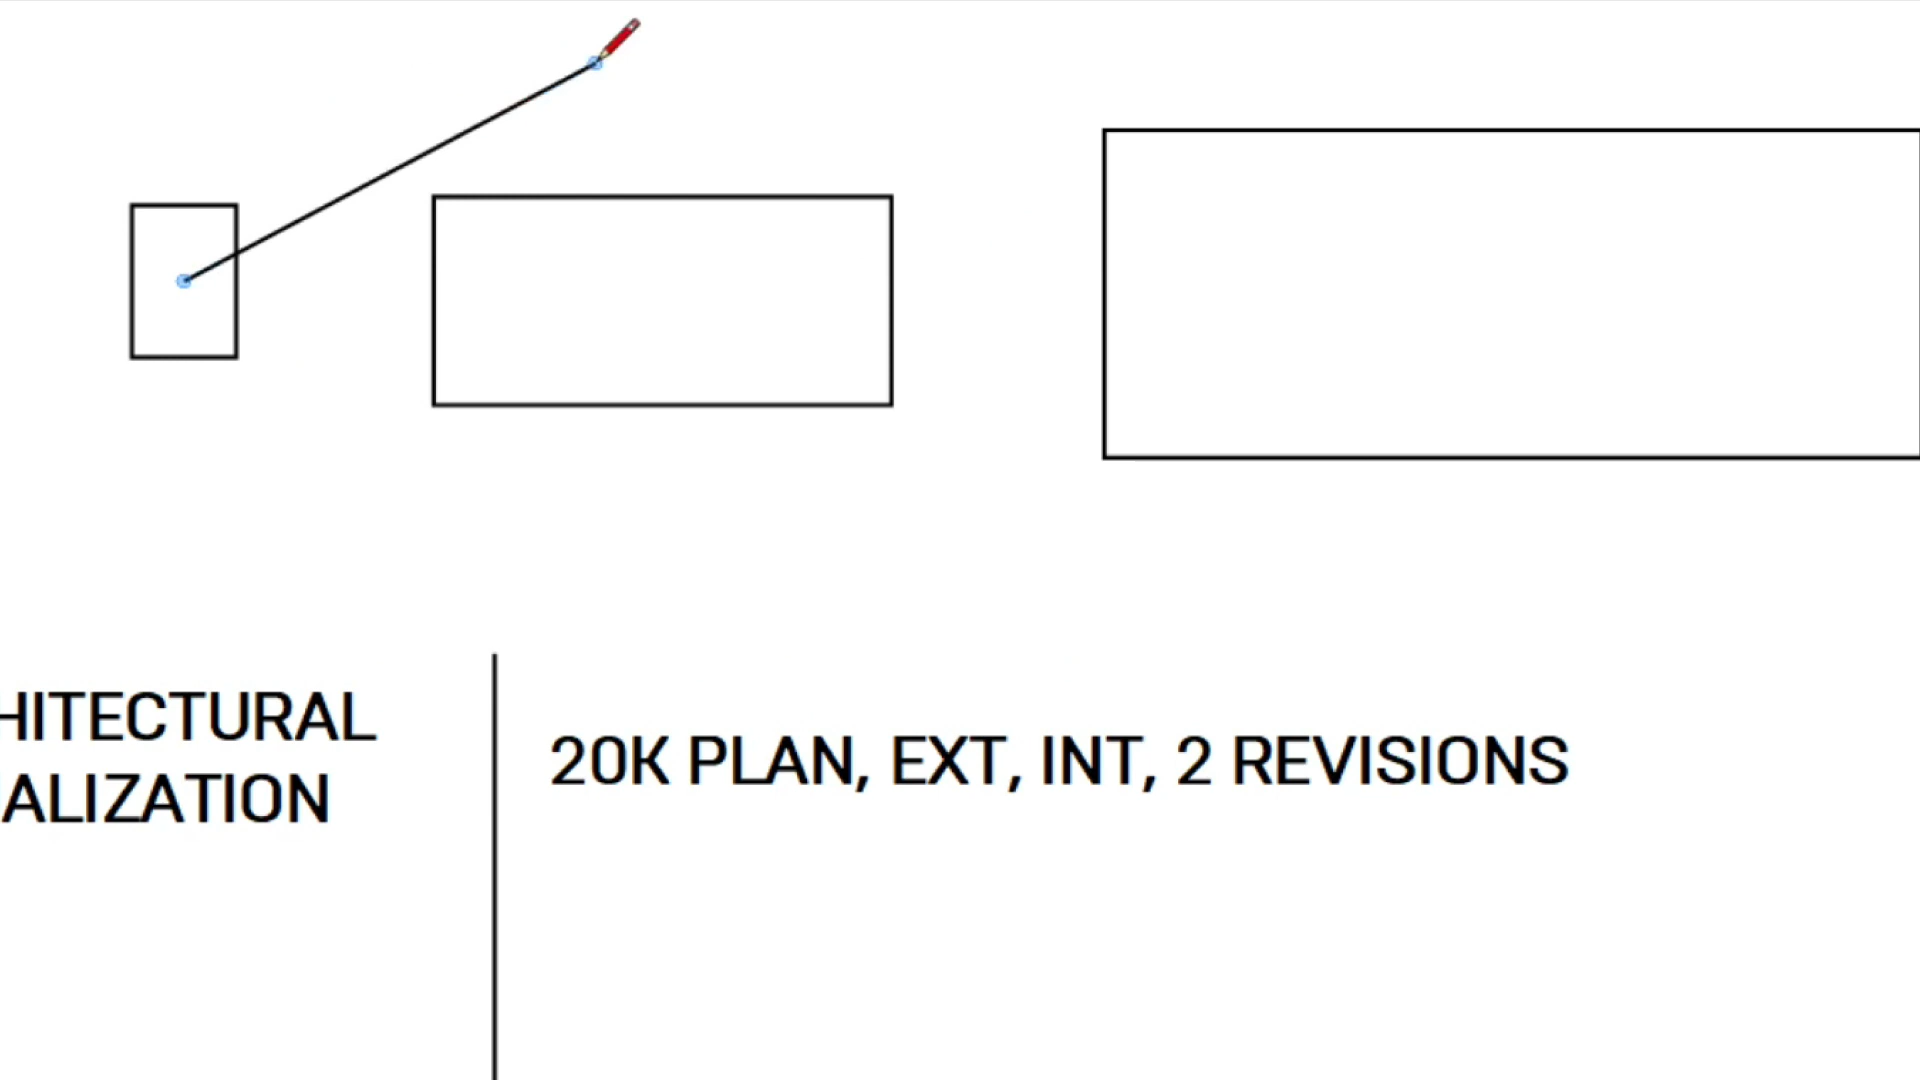 HITECTURAL
ALIZATION
20K PLAN, EXT, INT, 2 REVISIONS